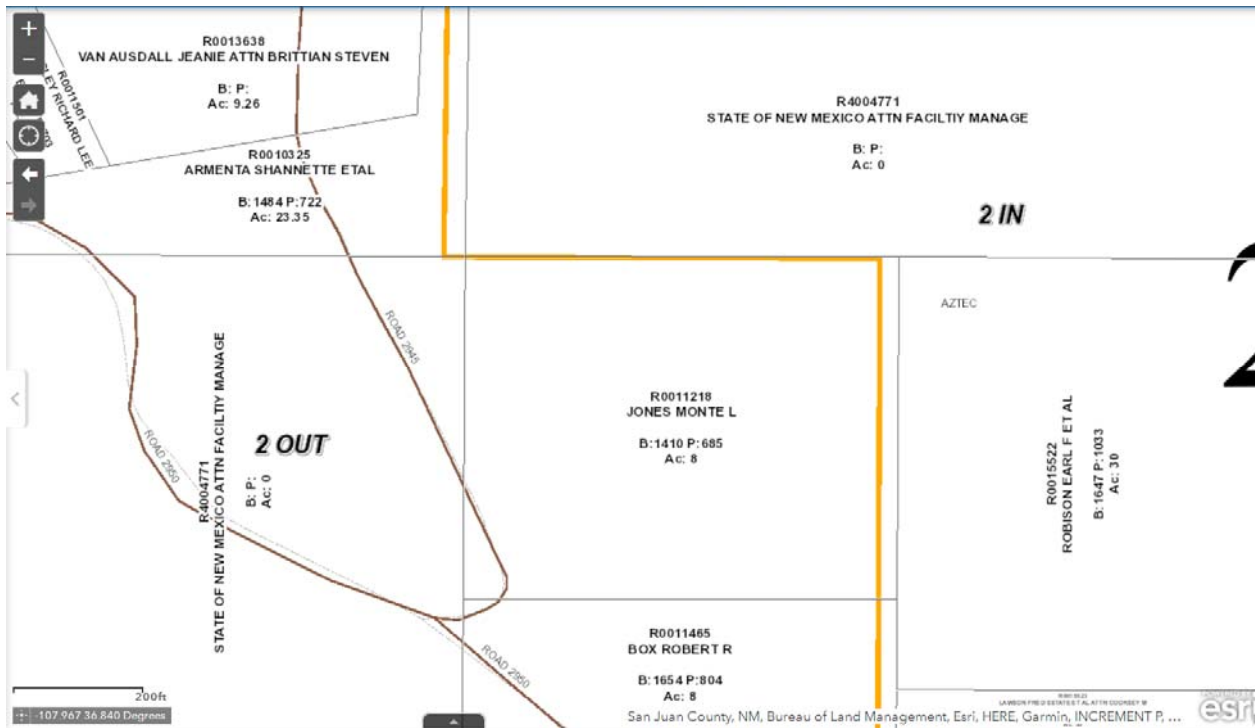 +
R0013638
VAN AUSDALL JEANIE ATTN BRITTIAN STEVEN
B: P:
Ac: 9.26
−
R0011501
LEY RICHARD LEE
R4004771
STATE OF NEW MEXICO ATTN FACILTIY MANAGE
B: P:
Ac: 0
2 IN
R0010325
ARMENTA SHANNETTE ETAL
B: 1484 P:722
Ac: 23.35
2
AZTEC
ROAD 2945
R4004771
STATE OF NEW MEXICO ATTN FACILTIY MANAGE
B: P:
Ac: 0
2 OUT
ROAD 2950
R0011218
JONES MONTE L
B:1410 P:685
Ac: 8
R0015522
ROBISON EARL F ET AL
B:1647 P:1033
Ac: 30
R0011465
BOX ROBERT R
B:1654 P:804
Ac: 8
ROAD 2950
200ft
-107.967 36.840 Degrees
San Juan County, NM, Bureau of Land Management, Esri, HERE, Garmin, INCREMENT P, ...
esri